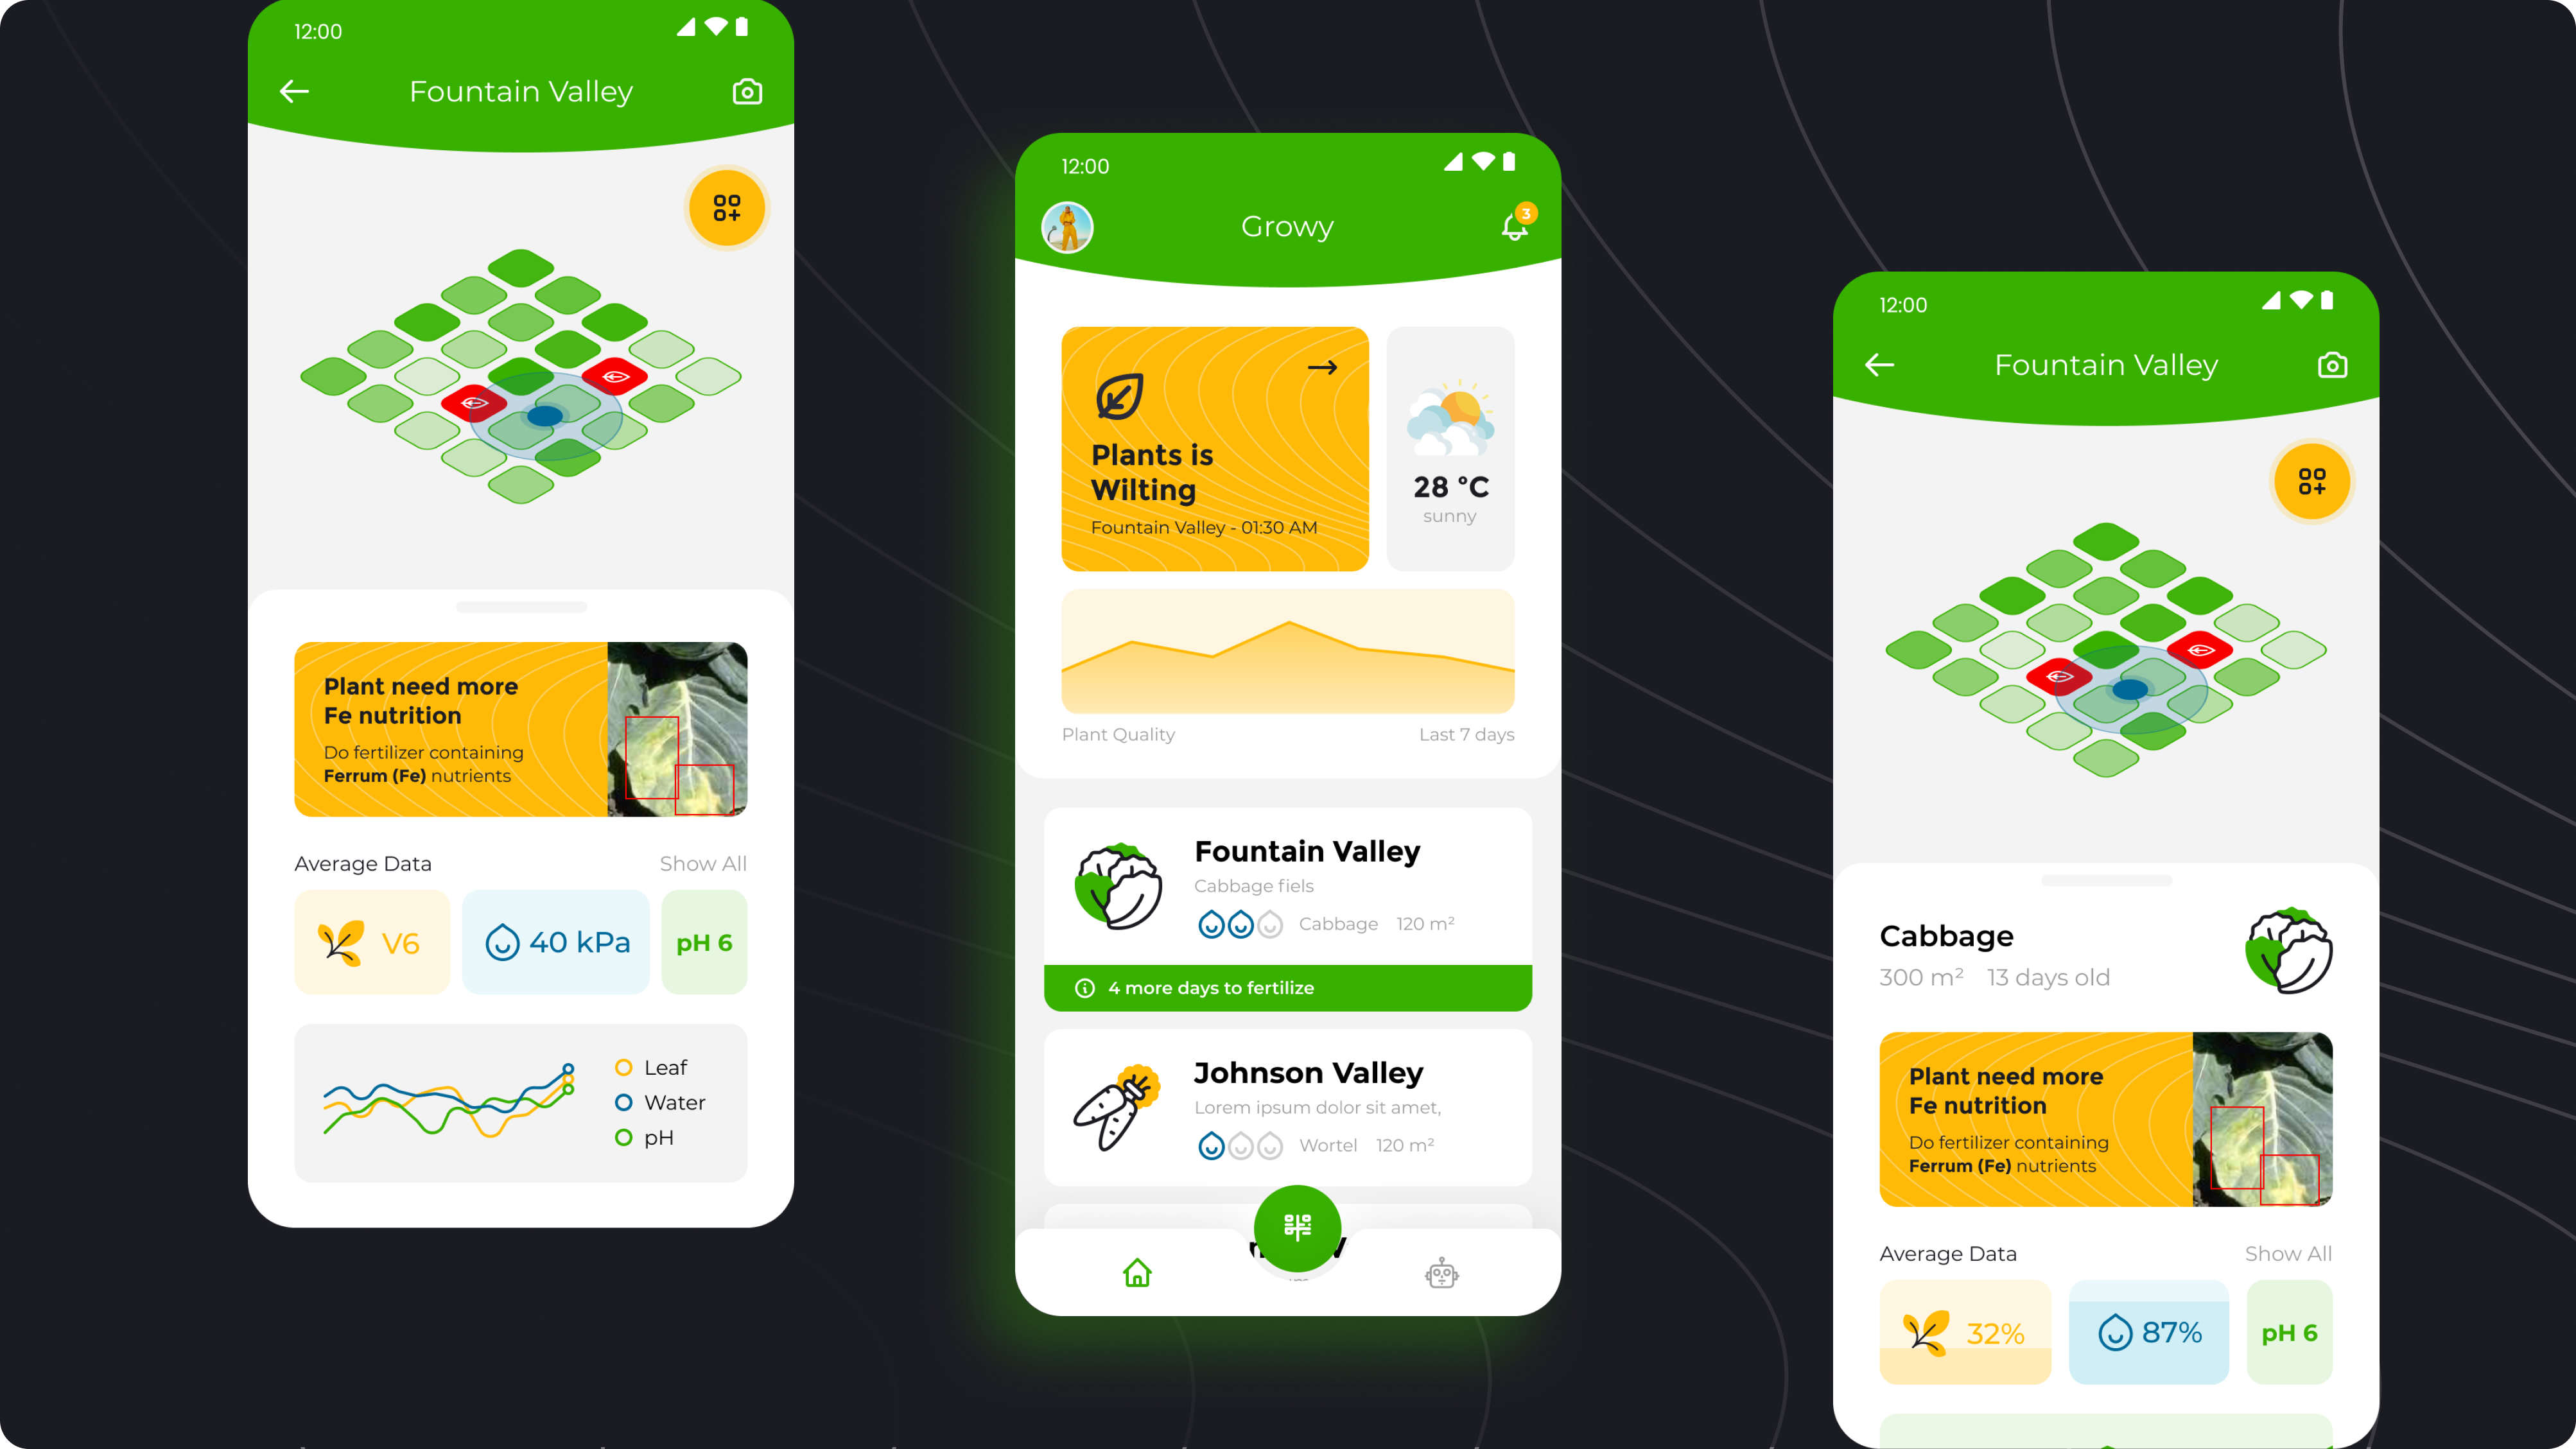 12:00
Fountain Valley
Plant need more
Fe nutrition
Do fertilizer containing
Ferrum (Fe) nutrients
Average Data
Show All
V6
40 kPa
pH 6
Leaf
Water
pH
12:00
Growy
3
Plants is
Wilting
Fountain Valley - 01:30 AM
28 °C
sunny
Plant Quality
Last 7 days
Fountain Valley
Cabbage fiels
Cabbage 120 m²
4 more days to fertilize
Johnson Valley
Lorem ipsum dolor sit amet,
Wortel 120 m²
12:00
Fountain Valley
Cabbage
300 m² 13 days old
Plant need more
Fe nutrition
Do fertilizer containing
Ferrum (Fe) nutrients
Average Data
Show All
32%
87%
pH 6